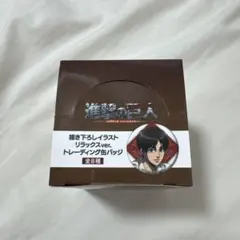 進撃の巨人
描き下ろしイラスト
リラックスver.
トレーディング缶バッジ
全8種